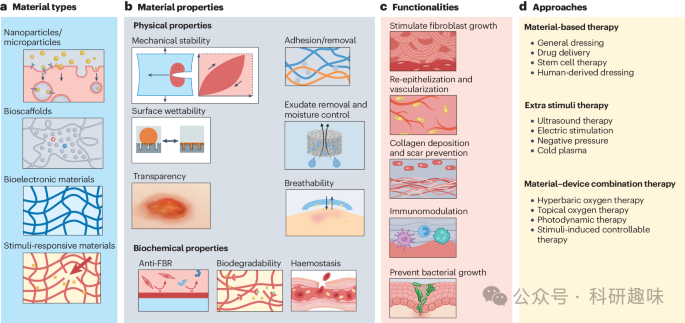 a Material types
Nanoparticles/
microparticles
Bioscaffolds
Bioelectronic materials
Stimuli-responsive materials
b Material properties
Physical properties
Mechanical stability
Adhesion/removal
Surface wettability
Exudate removal and
moisture control
Transparency
Breathability
Biochemical properties
Anti-FBR
Biodegradability
Haemostasis
c Functionalities
Stimulate fibroblast growth
Re-epithelization and
vascularization
Collagen deposition
and scar prevention
Immunomodulation
Prevent bacterial growth
d Approaches
Material-based therapy
• General dressing
• Drug delivery
• Stem cell therapy
• Human-derived dressing
Extra stimuli therapy
• Ultrasound therapy
• Electric stimulation
• Negative pressure
• Cold plasma
Material–device combination therapy
• Hyperbaric oxygen therapy
• Topical oxygen therapy
• Photodynamic therapy
• Stimuli-induced controllable
therapy
公众号 · 科研趣味